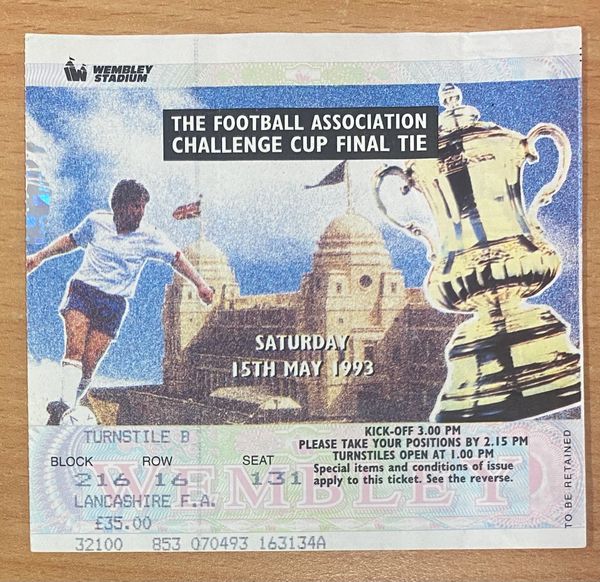 WEMBLEY
STADIUM
THE FOOTBALL ASSOCIATION
CHALLENGE CUP FINAL TIE
SATURDAY
15TH MAY 1993
TURNSTILE B
KICK-OFF 3.00 PM
PLEASE TAKE YOUR POSITIONS BY 2.15 PM
TURNSTILES OPEN AT 1.00 PM
Special items and conditions of issue
apply to this ticket. See the reverse.
BLOCK ROW SEAT
216 16 131
WEMBLEY
LANCASHIRE F.A.
£35.00
32100 853 070493 163134A
TO BE RETAINED